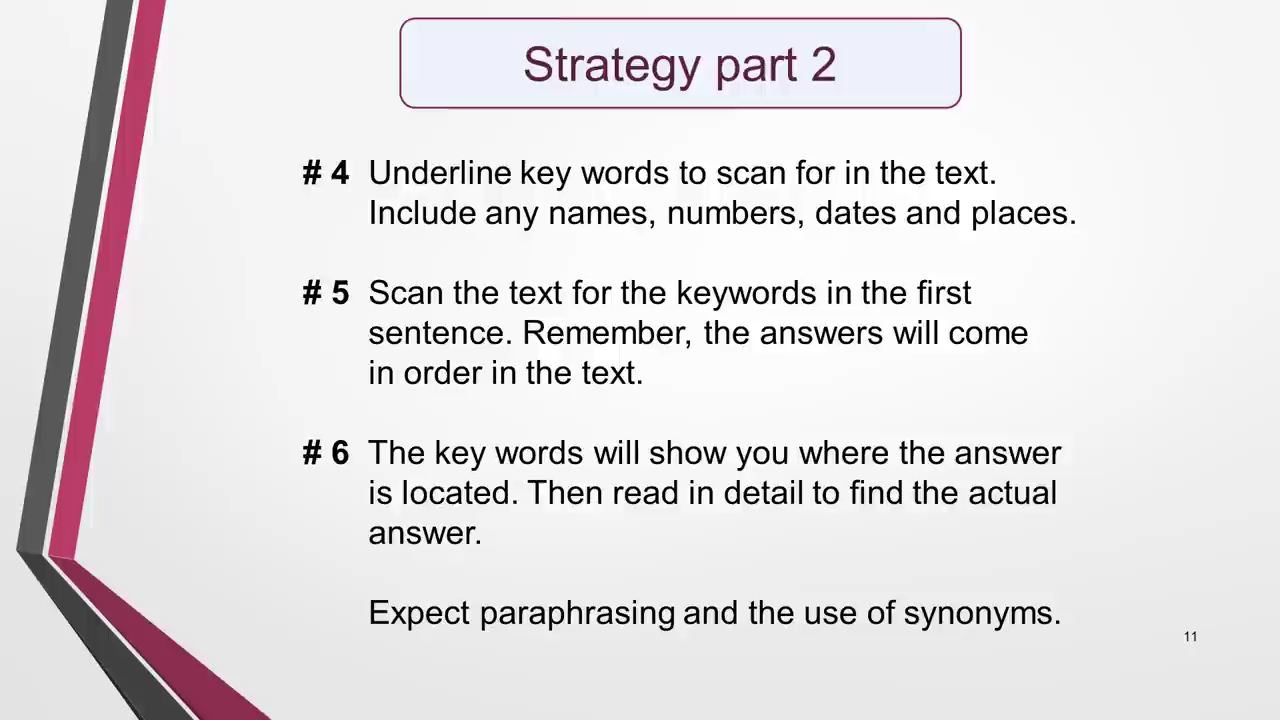 Strategy part 2
# 4 Underline key words to scan for in the text.
Include any names, numbers, dates and places.
# 5 Scan the text for the keywords in the first
sentence. Remember, the answers will come
in order in the text.
# 6 The key words will show you where the answer
is located. Then read in detail to find the actual
answer.
Expect paraphrasing and the use of synonyms.
11